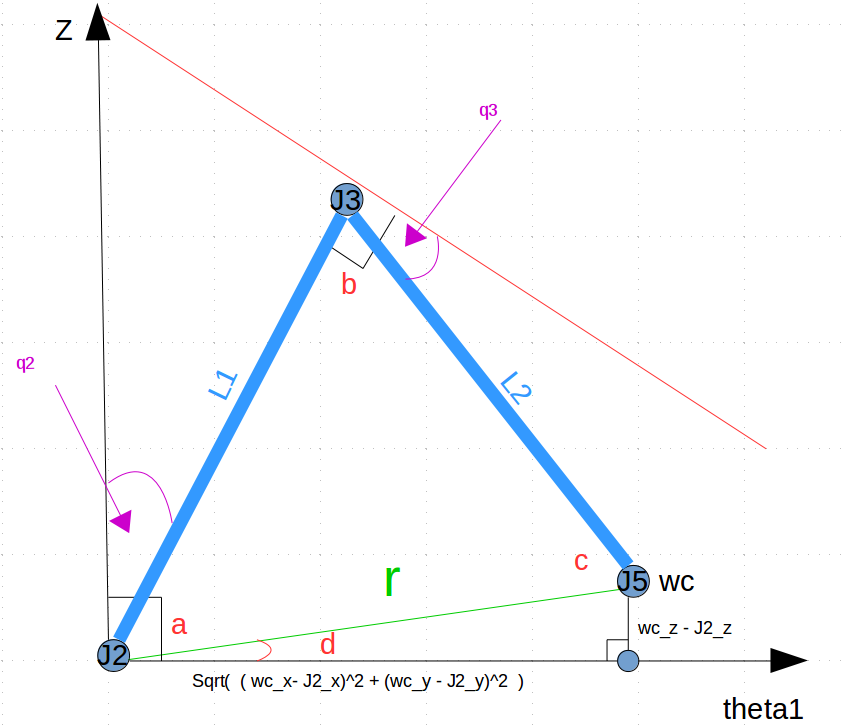 Z
q3
J3
b
q2
L1
L2
c
r
J5 wc
a
wc_z - J2_z
d
J2
Sqrt( ( wc_x- J2_x)^2 + (wc_y - J2_y)^2 )
theta1